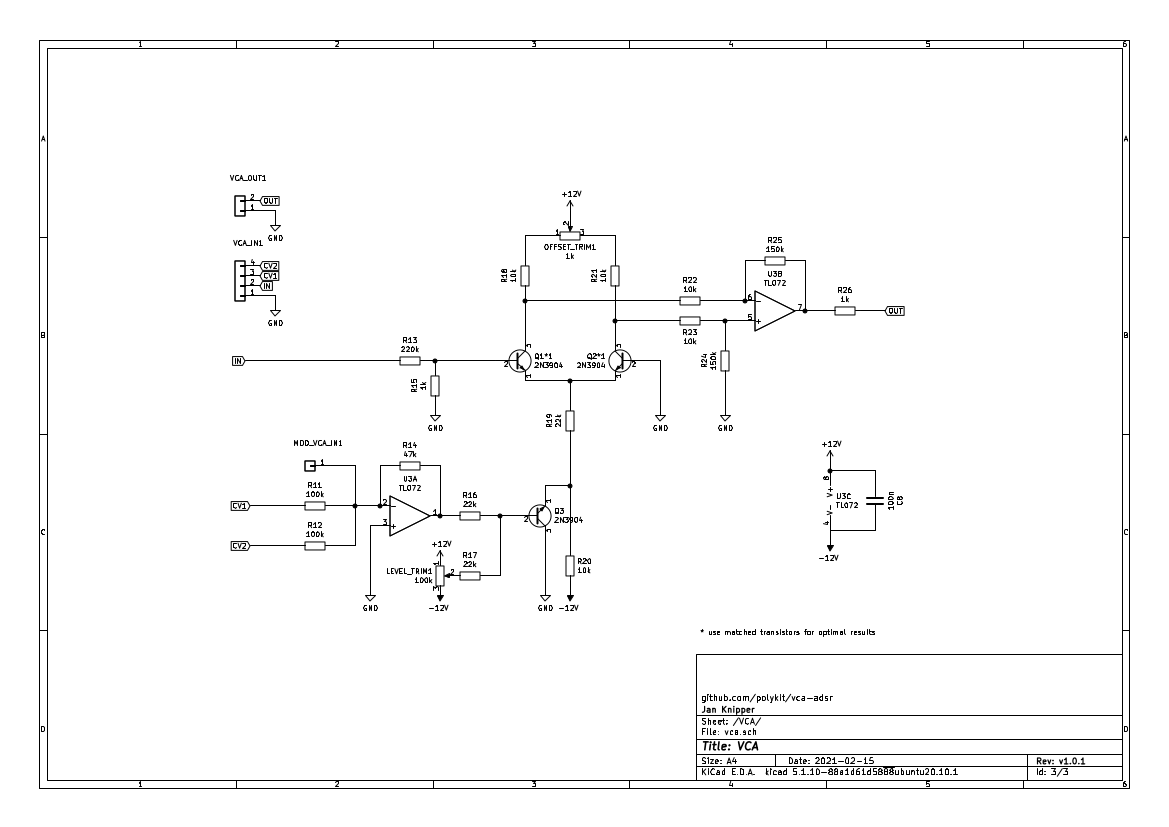 1 2 3 4 5 6
A A
B B
C C
D D
1 2 3 4 5 6
VCA_OUT1
2 OUT
1
GND
VCA_IN1
4 CV2
3 CV1
2 IN
1
GND
+12V
1 2 3
OFFSET_TRIM1
1k
R18
10k
R21
10k
R22
10k
R23
10k
R24
150k
GND
R25
150k
U3B
TL072
6
5
7
R26
1k
OUT
IN
R13
220k
R15
1k
GND
Q1*1
2N3904
2
3
1
Q2*1
2N3904
2
3
1
GND
R19
22k
MOD_VCA_IN1
1
CV1
R11
100k
CV2
R12
100k
R14
47k
U3A
TL072
2
3
1
GND
R16
22k
+12V
LEVEL_TRIM1
100k
1
2
3
-12V
R17
22k
Q3
2N3904
2
1
3
GND
R20
10k
-12V
+12V
8
V+
U3C
TL072
V-
4
100n
C8
-12V
* use matched transistors for optimal results
github.com/polykit/vca-adsr
Jan Knipper
Sheet: /VCA/
File: vca.sch
Title: VCA
Size: A4 Date: 2021-02-15 Rev: v1.0.1
KiCad E.D.A. kicad 5.1.10-88a1d61d5888ubuntu20.10.1 Id: 3/3